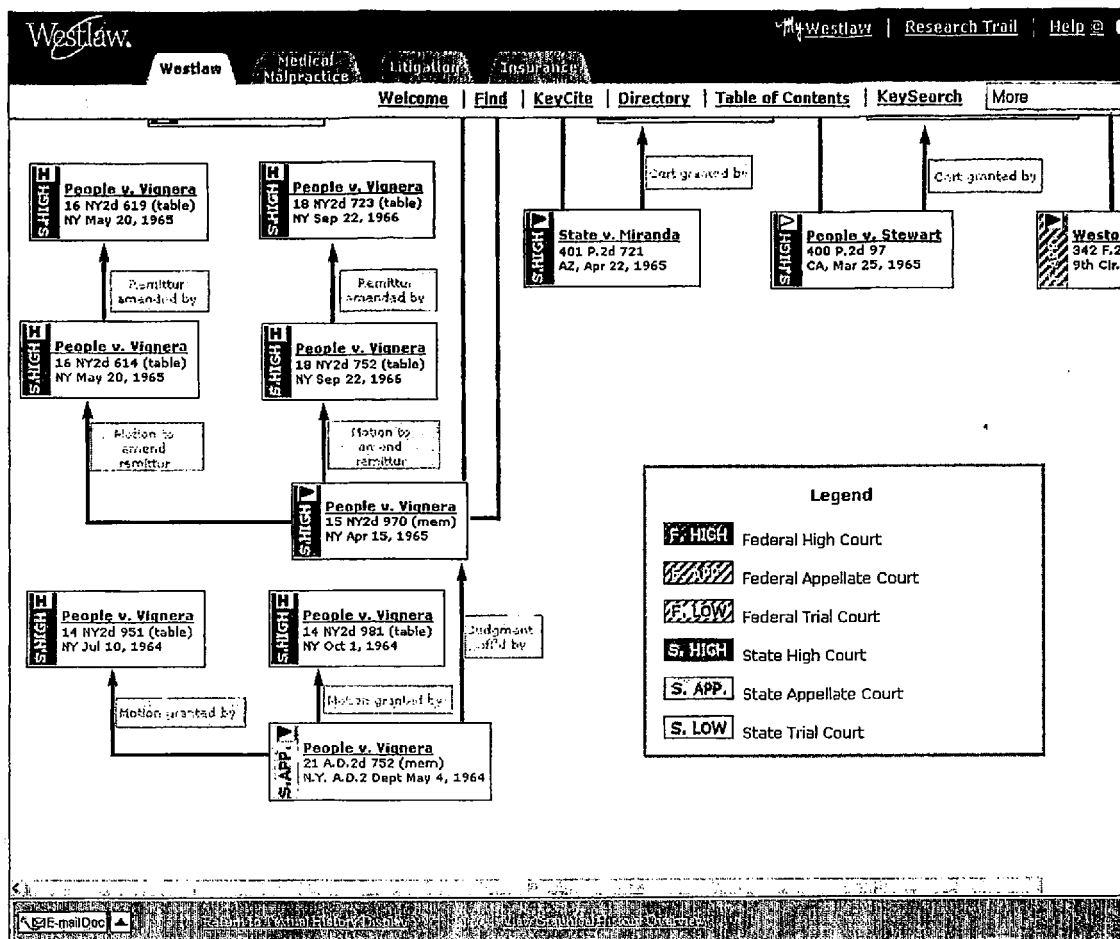 Westlaw.
My Westlaw | Research Trail | Help
Westlaw
Medical Malpractice
Litigation
Insurance
Welcome | Find | KeyCite | Directory | Table of Contents | KeySearch
More
S.HIGH H
People v. Vignera
16 NY2d 619 (table)
NY May 20, 1965
S.HIGH H
People v. Vignera
18 NY2d 723 (table)
NY Sep 22, 1966
Cert granted by
Cert granted by
S.HIGH
State v. Miranda
401 P.2d 721
AZ, Apr 22, 1965
S.HIGH
People v. Stewart
400 P.2d 97
CA, Mar 25, 1965
Westo
342 F.2
9th Cir.
Remittur
amended by
Remittur
amended by
S.HIGH H
People v. Vignera
16 NY2d 614 (table)
NY May 20, 1965
S.HIGH H
People v. Vignera
18 NY2d 752 (table)
NY Sep 22, 1966
Motion to
amend
remittur
Motion to
amend
remittur
S.HIGH
People v. Vignera
15 NY2d 970 (mem)
NY Apr 15, 1965
S.HIGH H
People v. Vignera
14 NY2d 951 (table)
NY Jul 10, 1964
S.HIGH H
People v. Vignera
14 NY2d 981 (table)
NY Oct 1, 1964
Judgment
aff'd by
Motion granted by
Motion granted by
S.APP.
People v. Vignera
21 A.D.2d 752 (mem)
N.Y. A.D.2 Dept May 4, 1964
Legend
F. HIGH Federal High Court
F. APP. Federal Appellate Court
F. LOW Federal Trial Court
S. HIGH State High Court
S. APP. State Appellate Court
S. LOW State Trial Court
E-mail Doc